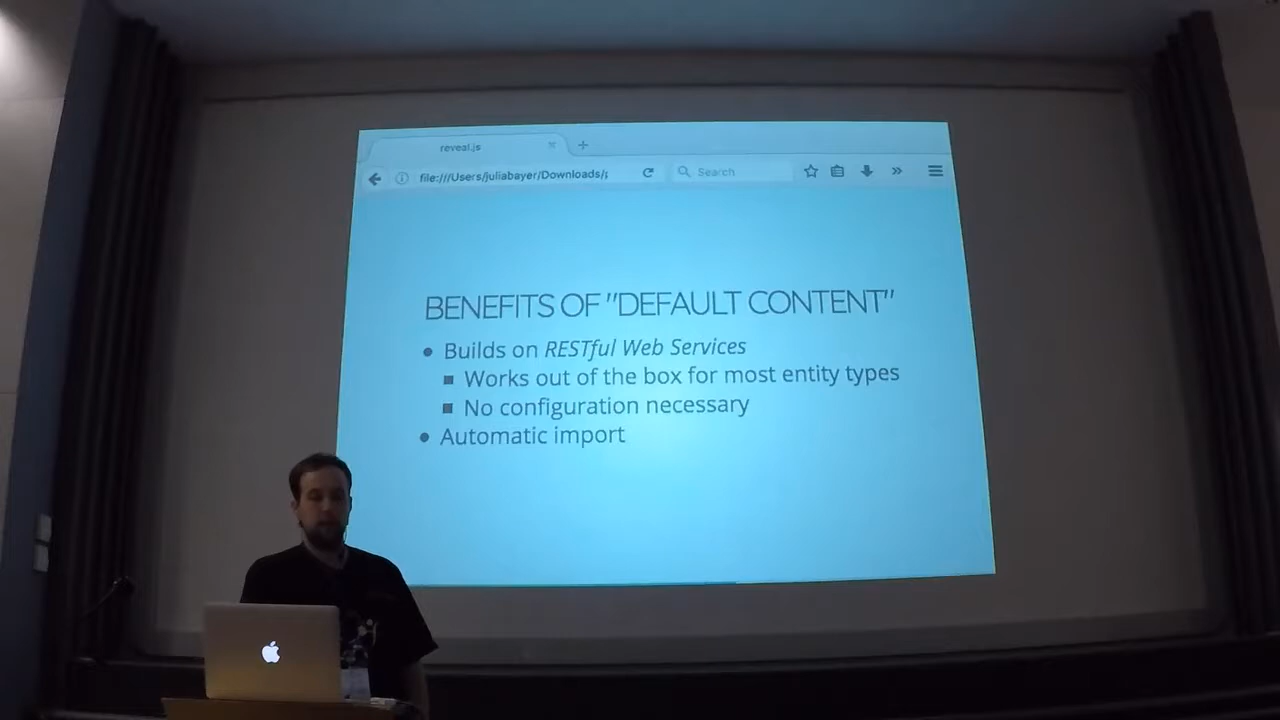 reveal.js
file:///Users/juliabayer/Downloads/
Search
BENEFITS OF "DEFAULT CONTENT"
Builds on RESTful Web Services
Works out of the box for most entity types
No configuration necessary
Automatic import